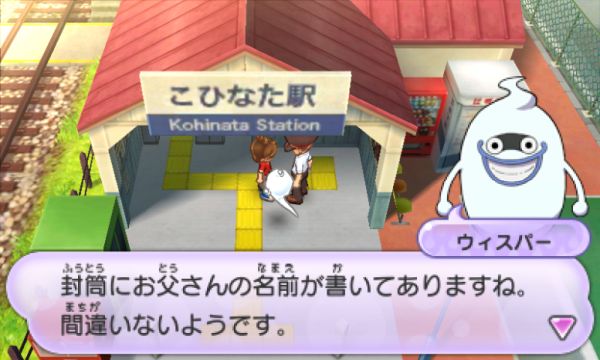 こひなた駅
Kohinata Station
ウィスパー
封筒にお父さんの名前が書いてありますね。
間違いないようです。